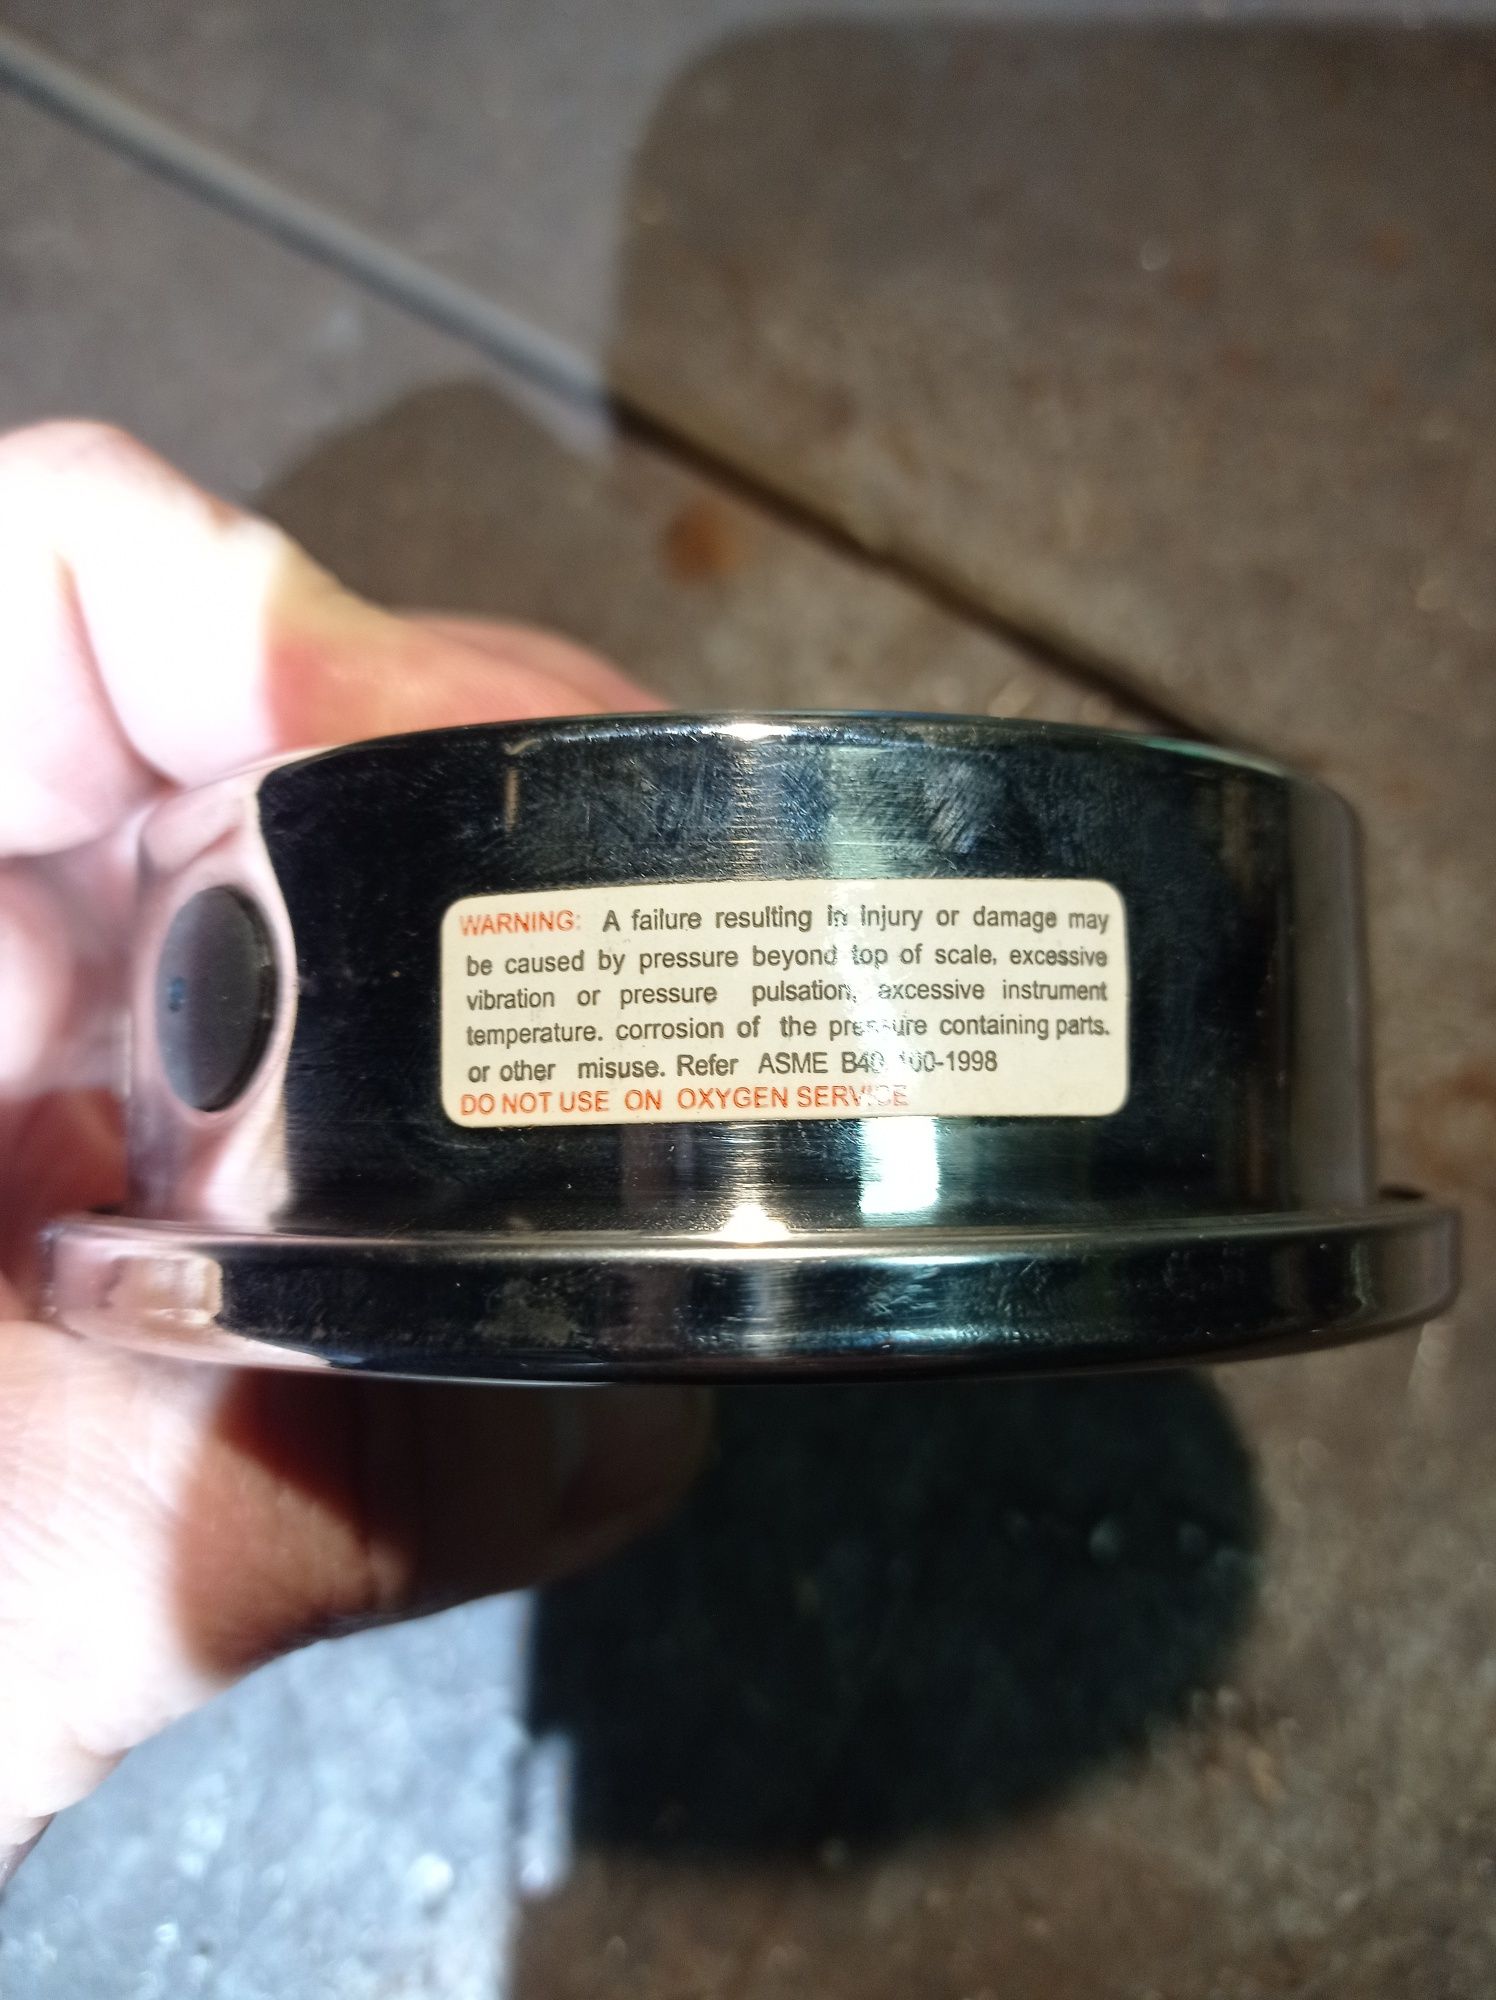 WARNING: A failure resulting in injury or damage may
be caused by pressure beyond top of scale, excessive
vibration or pressure pulsation, excessive instrument
temperature. corrosion of the pressure containing parts.
or other misuse. Refer ASME B40.100-1998
DO NOT USE ON OXYGEN SERVICE